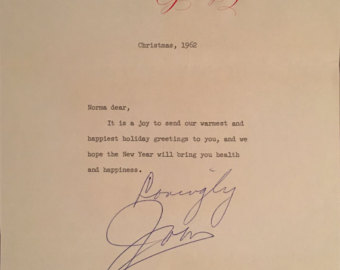 Christmas, 1962
Norma dear,
It is a joy to send our warmest and
happiest holiday greetings to you, and we
hope the New Year will bring you health
and happiness.
Lovingly
Joan